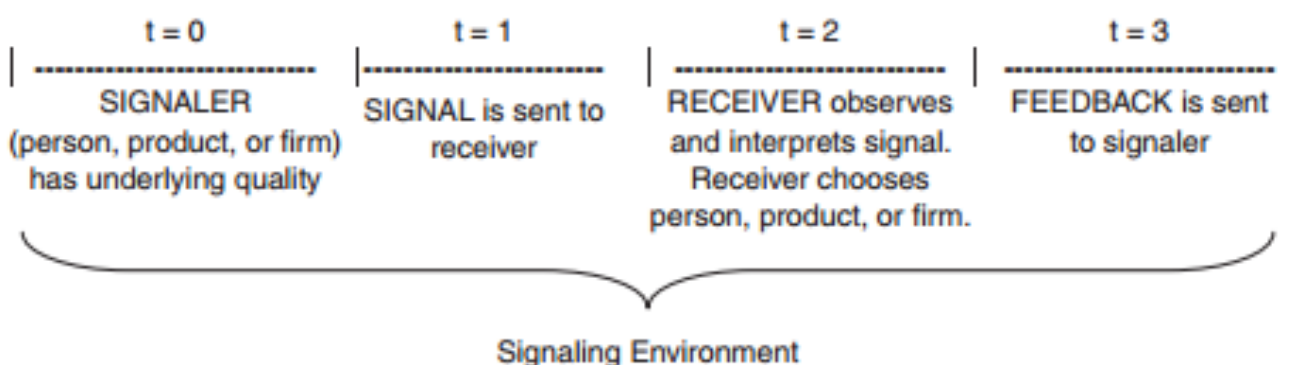 t = 0
t = 1
t = 2
t = 3
SIGNALER
(person, product, or firm)
has underlying quality
SIGNAL is sent to
receiver
RECEIVER observes
and interprets signal.
Receiver chooses
person, product, or firm.
FEEDBACK is sent
to signaler
Signaling Environment